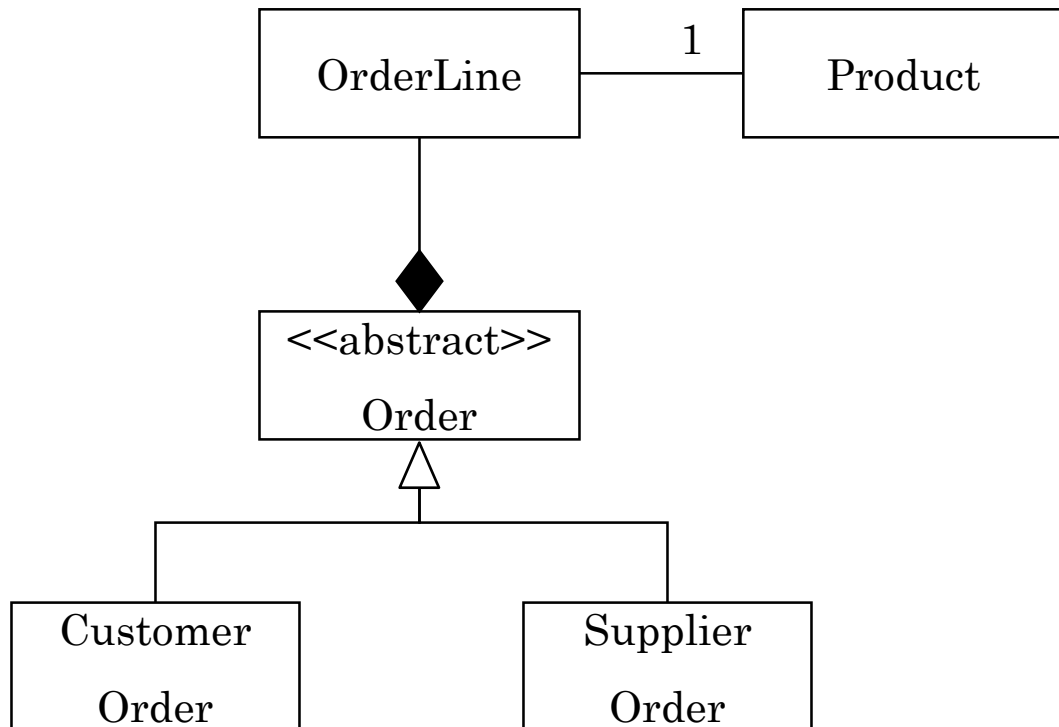 OrderLine
1
Product
<<abstract>>
Order
Customer
Order
Supplier
Order